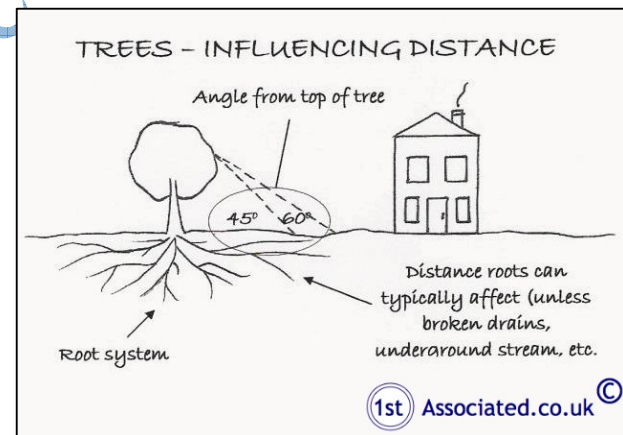 TREES – INFLUENCING DISTANCE
Angle from top of tree
45° 60°
Distance roots can
typically affect (unless
broken drains,
underaround stream, etc.
Root system
1st Associated.co.uk ©